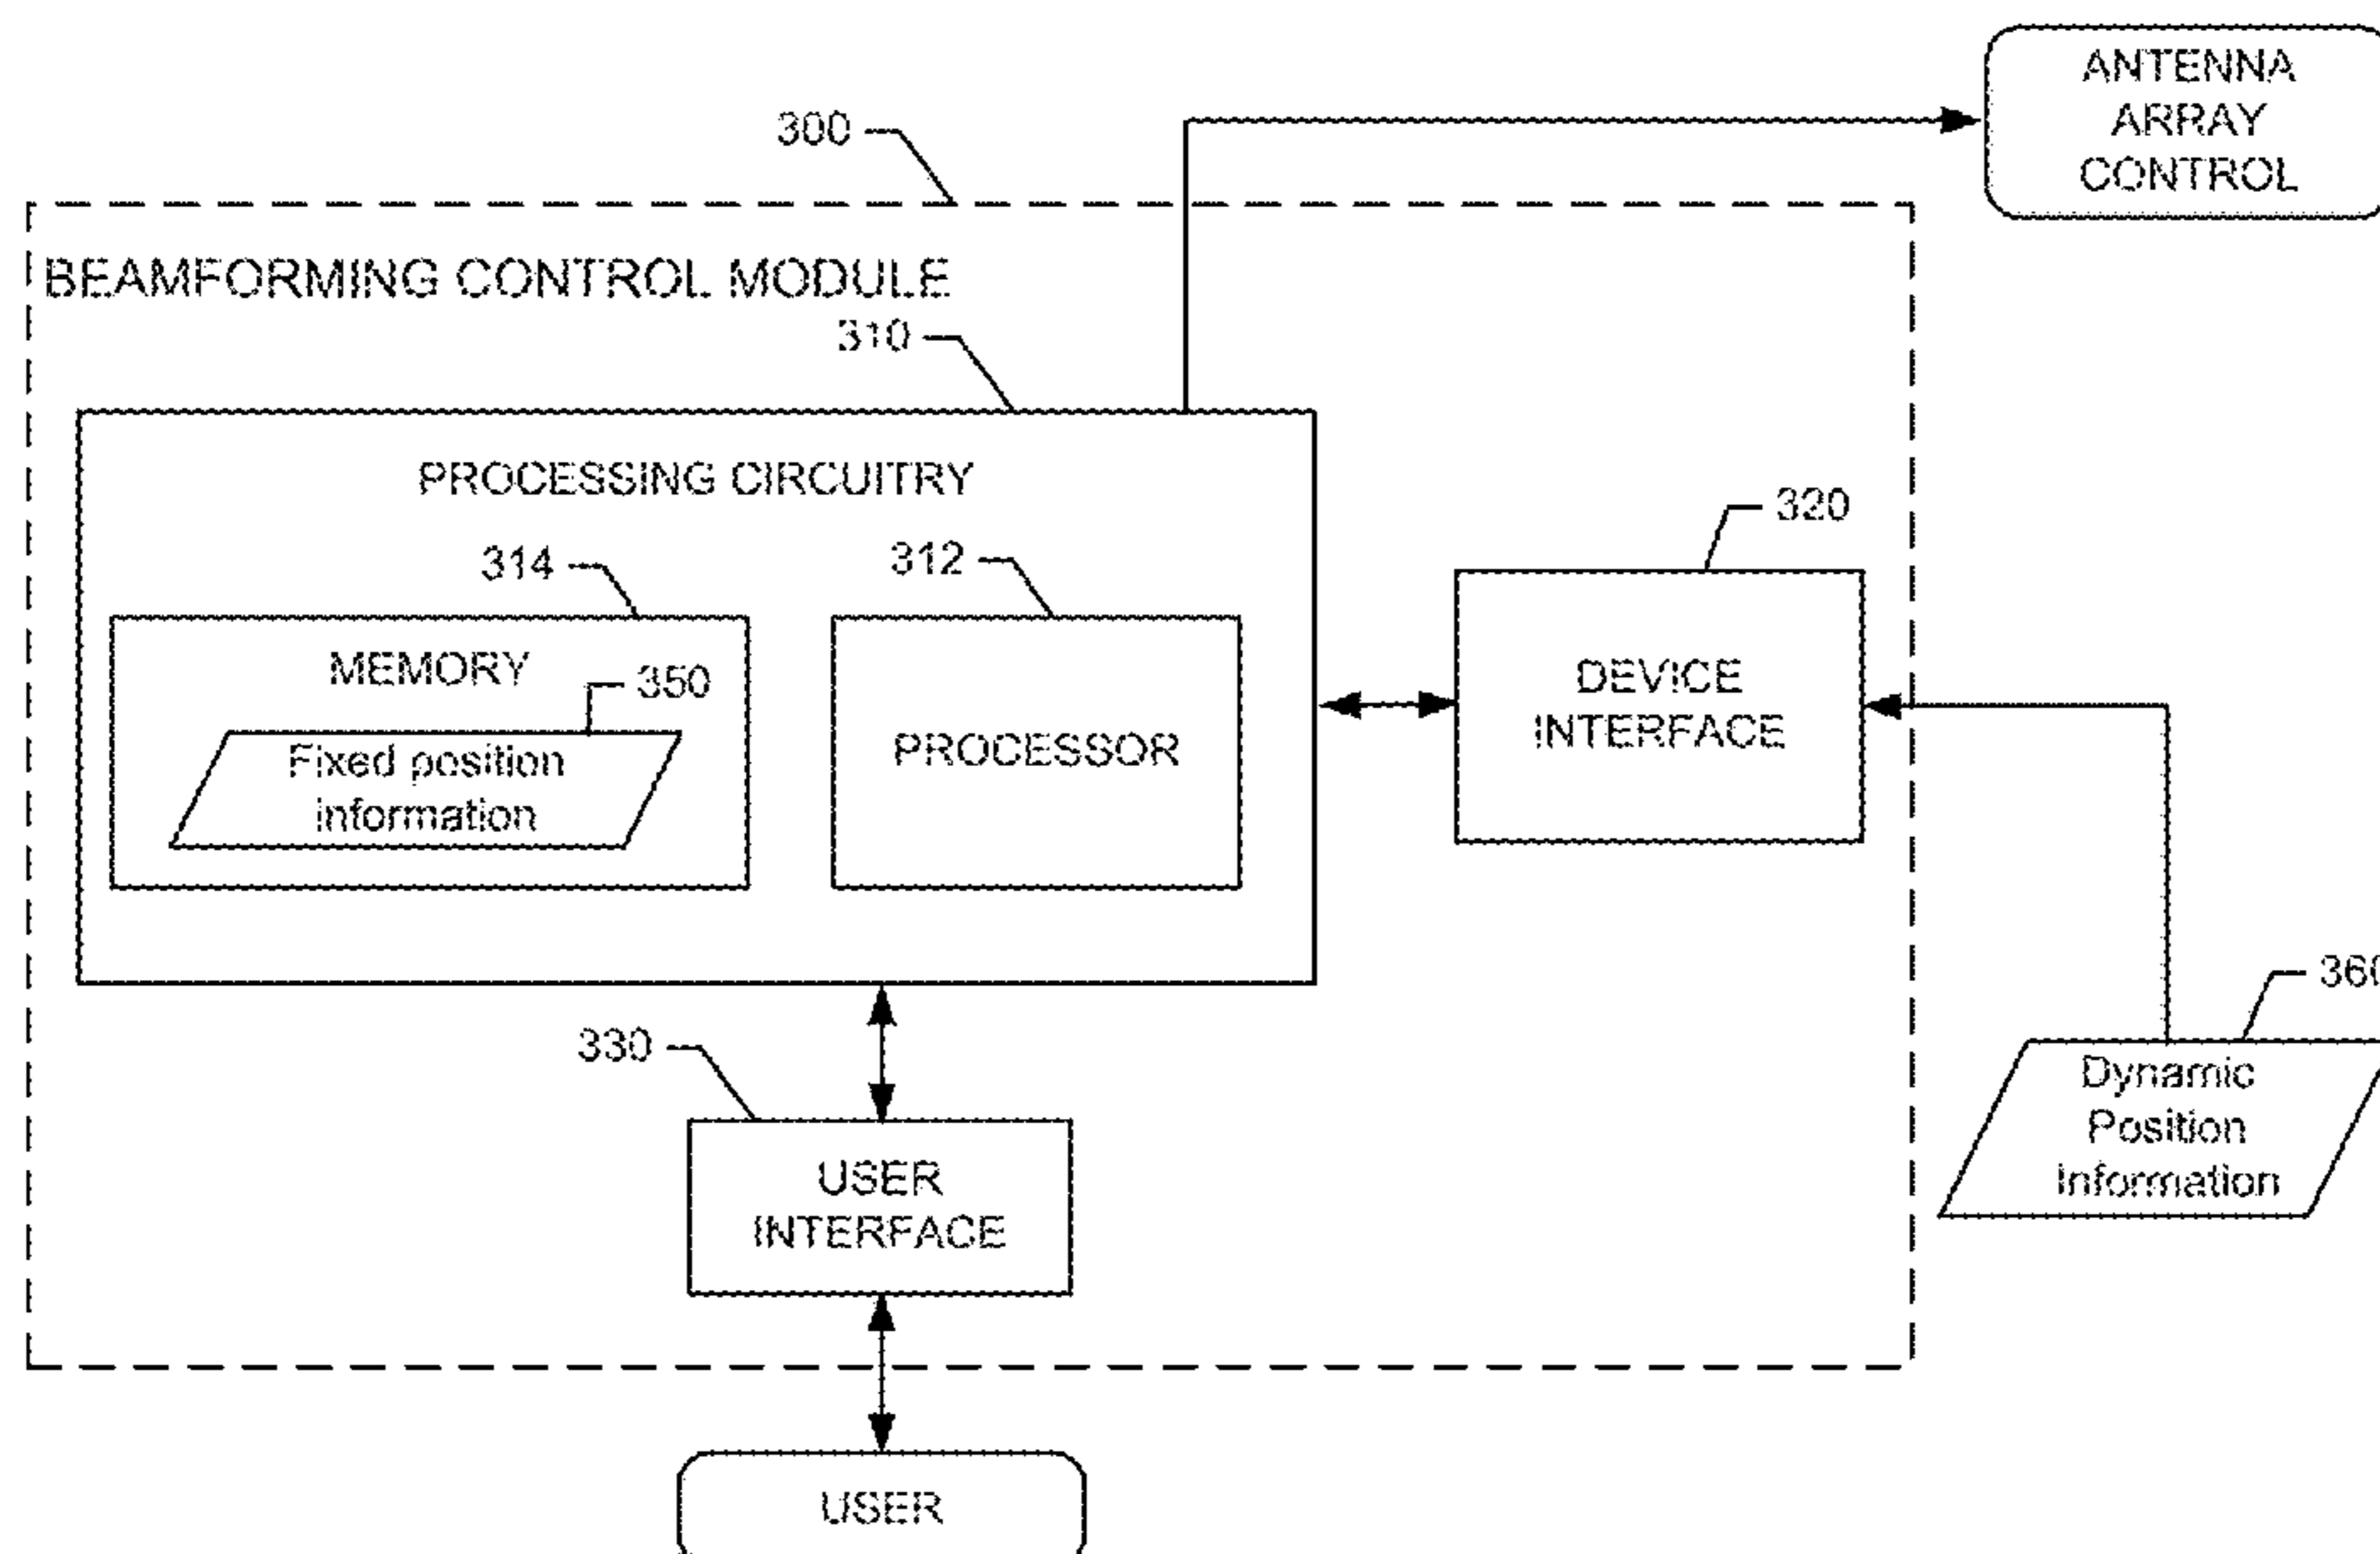 ANTENNA
ARRAY
CONTROL
300
BEAMFORMING CONTROL MODULE
310
PROCESSING CIRCUITRY
320
314
312
MEMORY
350
Fixed position
information
PROCESSOR
DEVICE
INTERFACE
360
330
Dynamic
Position
Information
USER
INTERFACE
USER